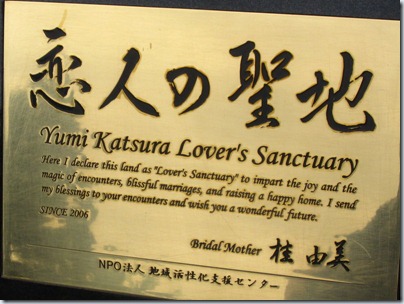 恋人の聖地
Yumi Katsura Lover's Sanctuary
Here I declare this land as "Lover's Sanctuary" to impart the joy and the
magic of encounters, blissful marriages, and raising a happy home. I send
my blessings to your encounters and wish you a wonderful future.
SINCE 2006
Bridal Mother 桂 由美
NPO法人 地域活性化支援センター